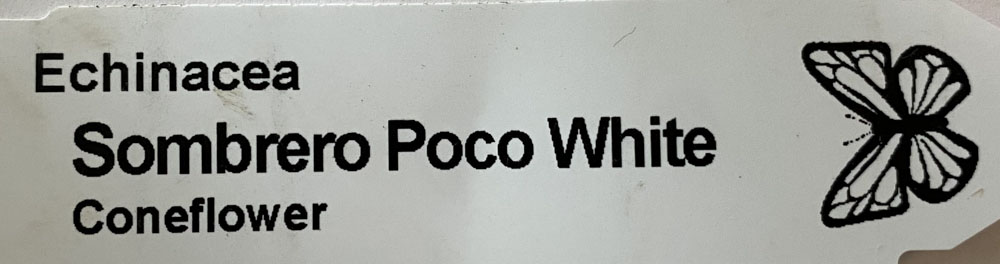 Echinacea
Sombrero Poco White
Coneflower